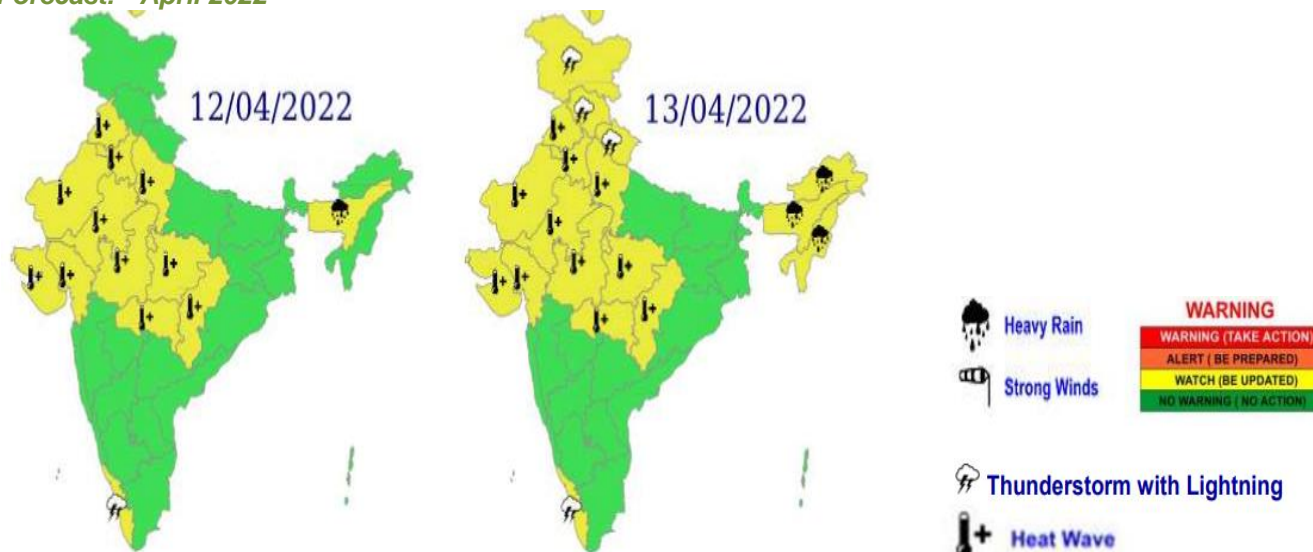 Forecast: April 2022
12/04/2022
13/04/2022
Heavy Rain
Strong Winds
Thunderstorm with Lightning
Heat Wave
WARNING
WARNING (TAKE ACTION)
ALERT ( BE PREPARED)
WATCH (BE UPDATED)
NO WARNING ( NO ACTION)